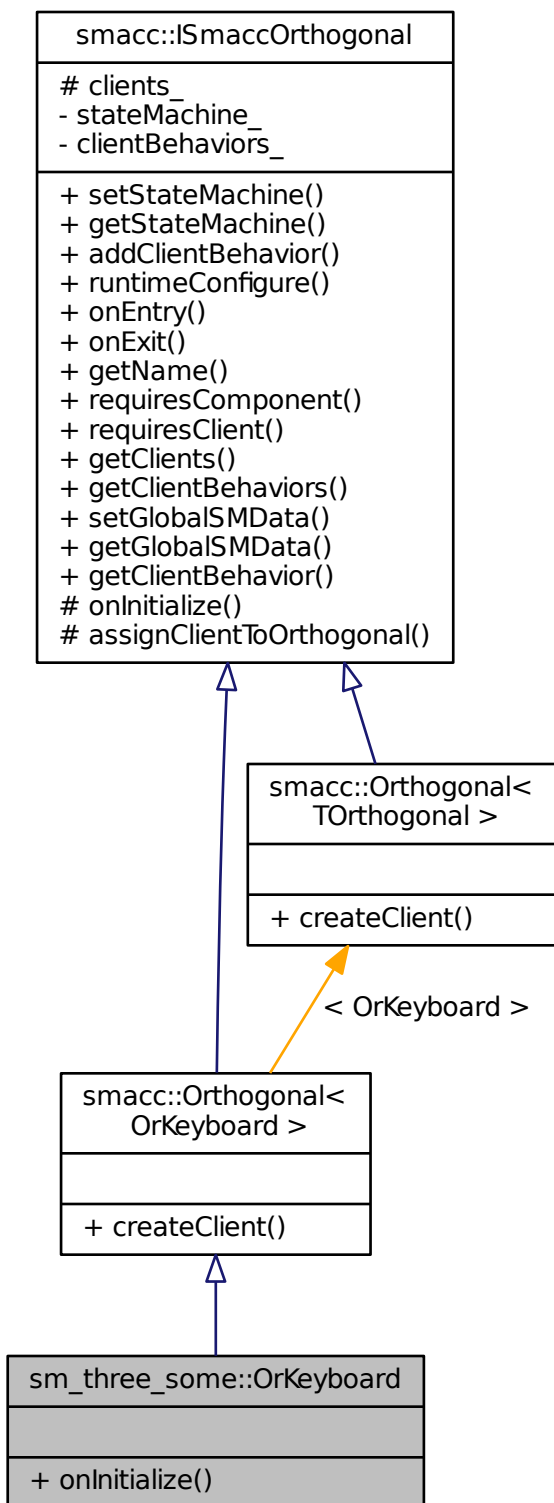 smacc::ISmaccOrthogonal
# clients_
- stateMachine_
- clientBehaviors_
+ setStateMachine()
+ getStateMachine()
+ addClientBehavior()
+ runtimeConfigure()
+ onEntry()
+ onExit()
+ getName()
+ requiresComponent()
+ requiresClient()
+ getClients()
+ getClientBehaviors()
+ setGlobalSMData()
+ getGlobalSMData()
+ getClientBehavior()
# onInitialize()
# assignClientToOrthogonal()
smacc::Orthogonal<
TOrthogonal >
+ createClient()
< OrKeyboard >
smacc::Orthogonal<
OrKeyboard >
+ createClient()
sm_three_some::OrKeyboard
+ onInitialize()